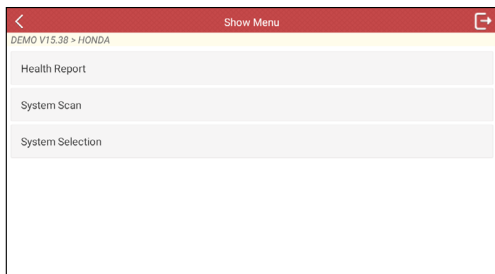 Show Menu
DEMO V15.38 > HONDA
Health Report
System Scan
System Selection